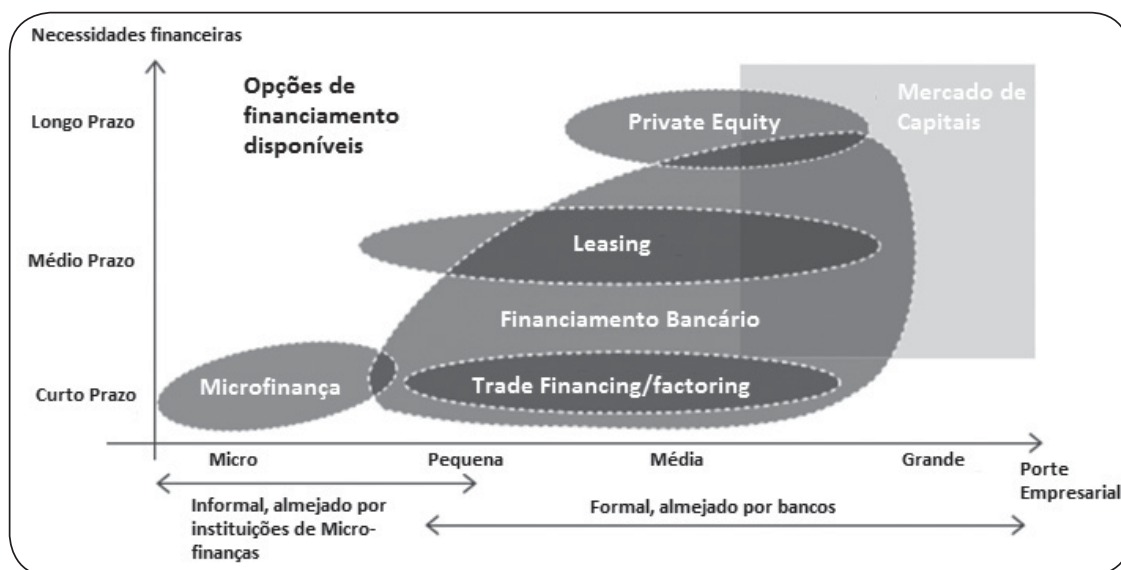 Necessidades financeiras
Opções de
financiamento
disponíveis
Mercado de
Capitais
Longo Prazo
Private Equity
Médio Prazo
Leasing
Financiamento Bancário
Microfinança
Trade Financing/factoring
Curto Prazo
Micro
Pequena
Média
Grande
Porte
Empresarial
Informal, almejado por
instituições de Micro-
finanças
Formal, almejado por bancos